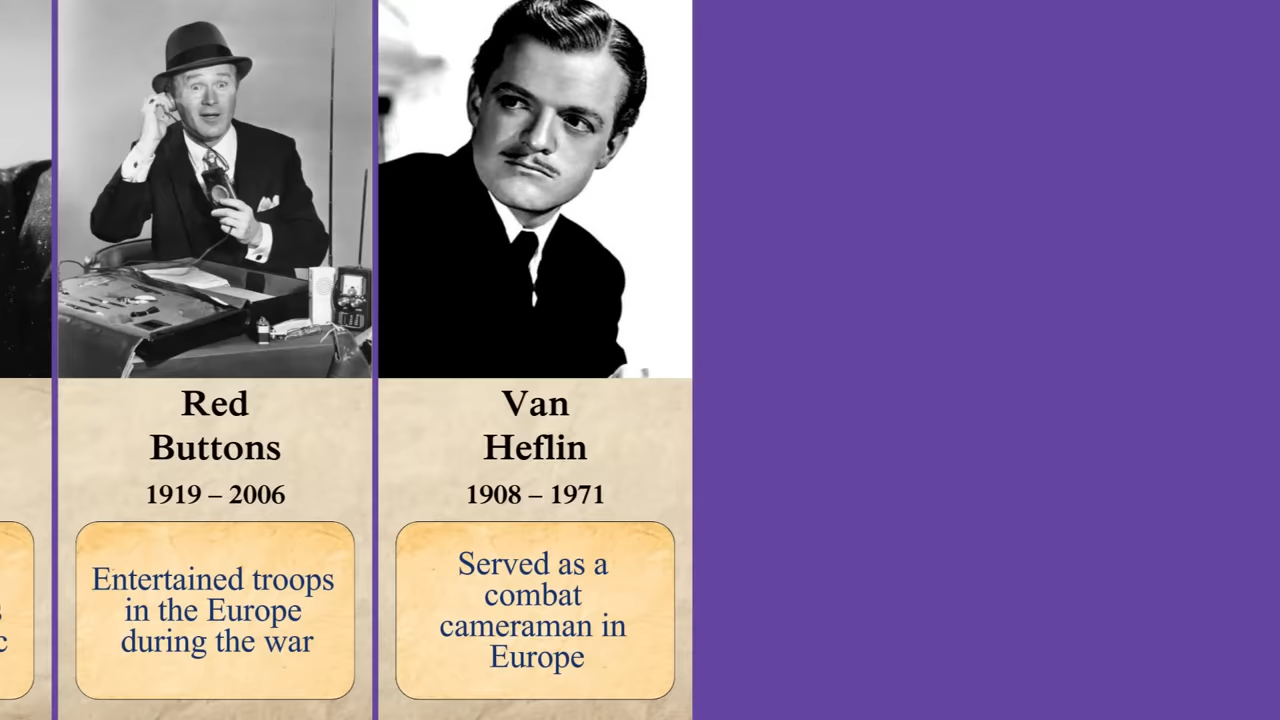 Red
Buttons
1919 – 2006
Entertained troops
in the Europe
during the war
Van
Heflin
1908 – 1971
Served as a
combat
cameraman in
Europe